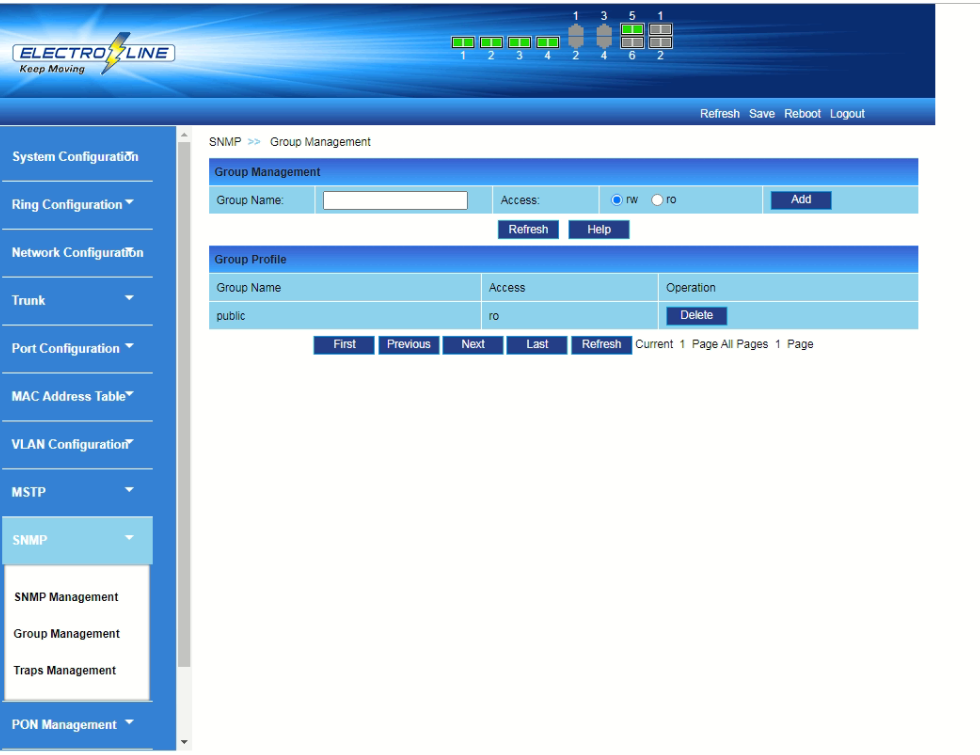 1 3 5 1
ELECTRO LINE
Keep Moving
1 2 3 4 2 4 6 2
Refresh Save Reboot Logout
SNMP >> Group Management
System Configuration
Ring Configuration
Network Configuration
Trunk
Port Configuration
MAC Address Table
VLAN Configuration
MSTP
SNMP
SNMP Management
Group Management
Traps Management
PON Management
Group Management
Group Name: Access: rw ro Add
Refresh Help
Group Profile
Group Name Access Operation
public ro Delete
First Previous Next Last Refresh Current 1 Page All Pages 1 Page